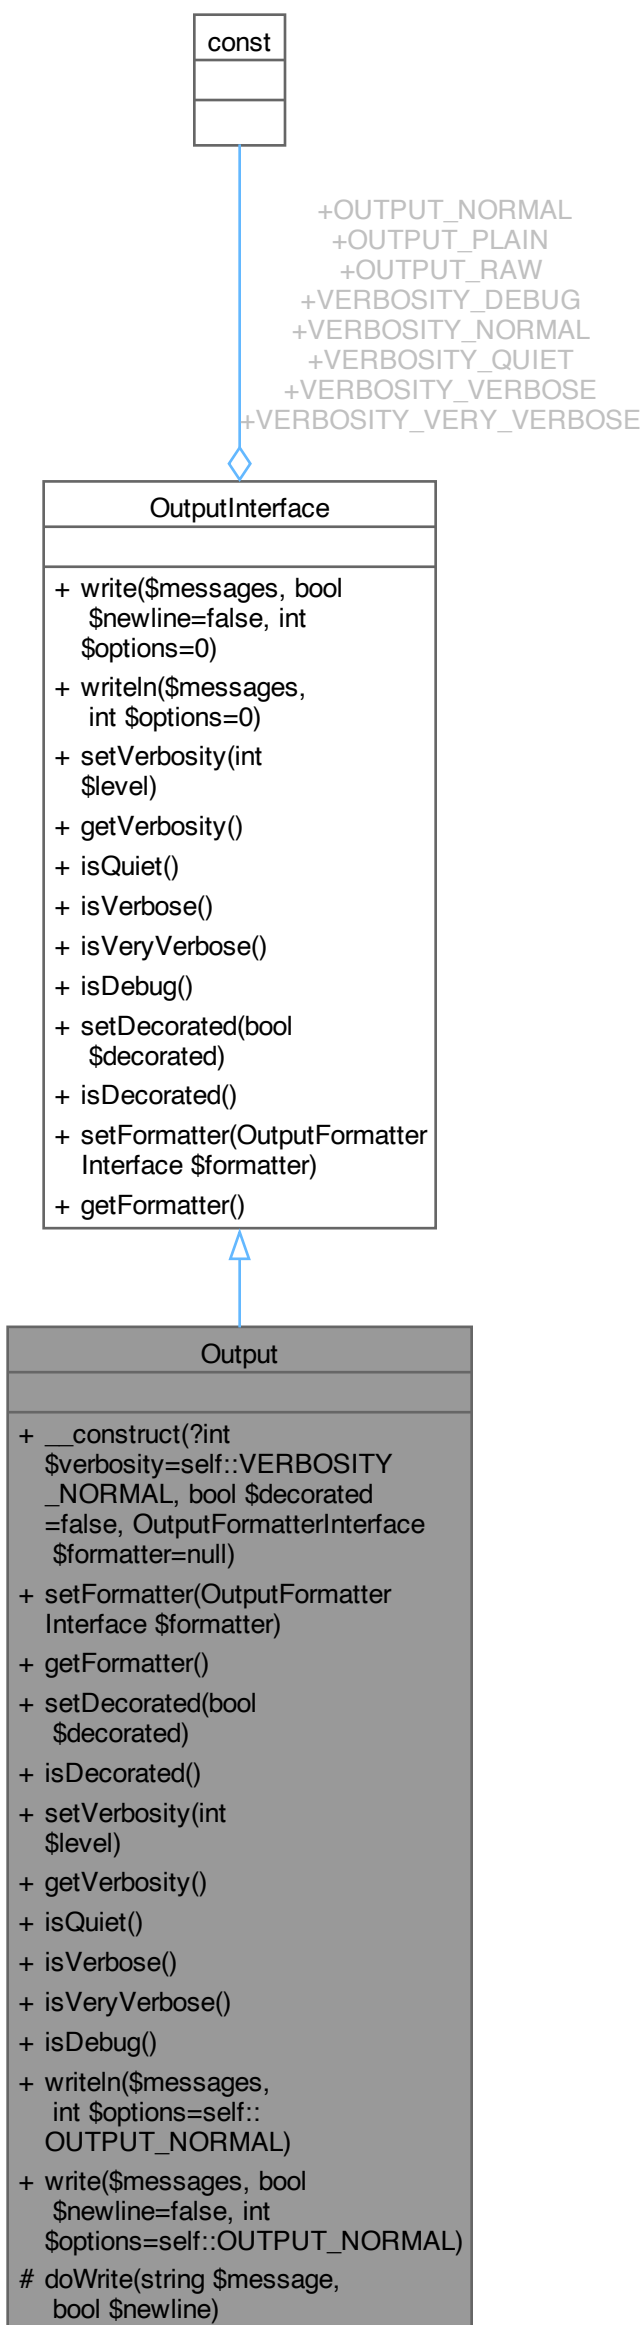 const
+OUTPUT_NORMAL
+OUTPUT_PLAIN
+OUTPUT_RAW
+VERBOSITY_DEBUG
+VERBOSITY_NORMAL
+VERBOSITY_QUIET
+VERBOSITY_VERBOSE
+VERBOSITY_VERY_VERBOSE
OutputInterface
+ write($messages, bool
$newline=false, int
$options=0)
+ writeln($messages,
int $options=0)
+ setVerbosity(int
$level)
+ getVerbosity()
+ isQuiet()
+ isVerbose()
+ isVeryVerbose()
+ isDebug()
+ setDecorated(bool
$decorated)
+ isDecorated()
+ setFormatter(OutputFormatter
Interface $formatter)
+ getFormatter()
Output
+ __construct(?int
$verbosity=self::VERBOSITY
_NORMAL, bool $decorated
=false, OutputFormatterInterface
$formatter=null)
+ setFormatter(OutputFormatter
Interface $formatter)
+ getFormatter()
+ setDecorated(bool
$decorated)
+ isDecorated()
+ setVerbosity(int
$level)
+ getVerbosity()
+ isQuiet()
+ isVerbose()
+ isVeryVerbose()
+ isDebug()
+ writeln($messages,
int $options=self::
OUTPUT_NORMAL)
+ write($messages, bool
$newline=false, int
$options=self::OUTPUT_NORMAL)
# doWrite(string $message,
bool $newline)